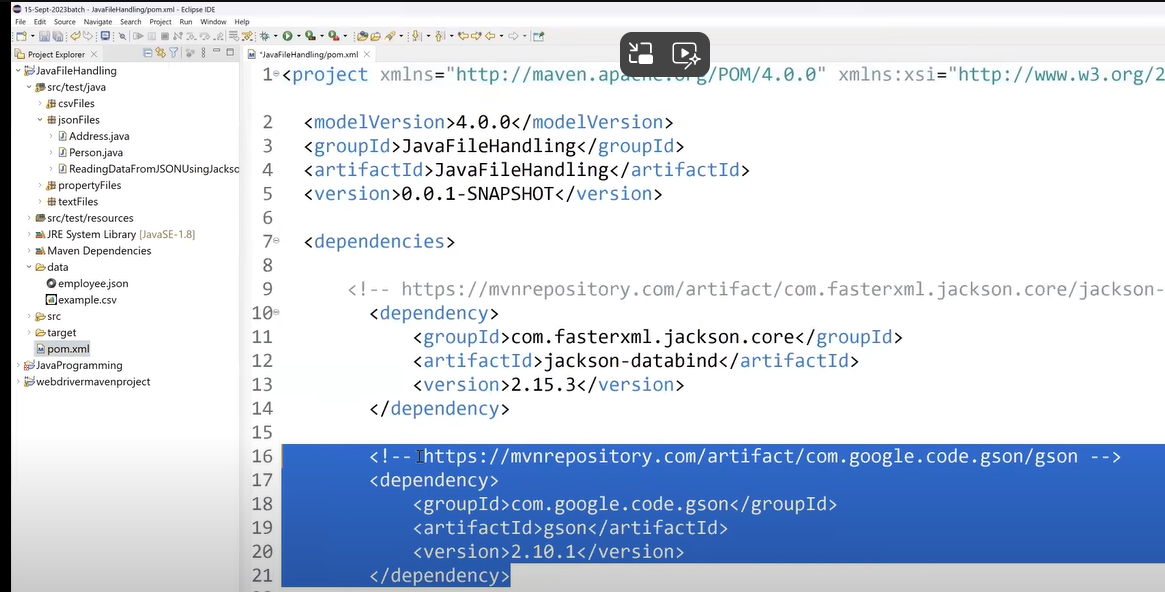 15-Sept-2023batch - JavaFileHandling/pom.xml - Eclipse IDE
File Edit Source Navigate Search Project Run Window Help
Project Explorer
*JavaFileHandling/pom.xml
JavaFileHandling
src/test/java
csvFiles
jsonFiles
Address.java
Person.java
ReadingDataFromJSONUsingJackso
propertyFiles
textFiles
src/test/resources
JRE System Library [JavaSE-1.8]
Maven Dependencies
data
employee.json
example.csv
src
target
pom.xml
JavaProgramming
webdrivermavenproject
1 <project xmlns="http://maven.apache.org/POM/4.0.0" xmlns:xsi="http://www.w3.org/2
2 <modelVersion>4.0.0</modelVersion>
3 <groupId>JavaFileHandling</groupId>
4 <artifactId>JavaFileHandling</artifactId>
5 <version>0.0.1-SNAPSHOT</version>
6
7 <dependencies>
8
9 <!-- https://mvnrepository.com/artifact/com.fasterxml.jackson.core/jackson-
10 <dependency>
11 <groupId>com.fasterxml.jackson.core</groupId>
12 <artifactId>jackson-databind</artifactId>
13 <version>2.15.3</version>
14 </dependency>
15
16 <!-- https://mvnrepository.com/artifact/com.google.code.gson/gson -->
17 <dependency>
18 <groupId>com.google.code.gson</groupId>
19 <artifactId>gson</artifactId>
20 <version>2.10.1</version>
21 </dependency>